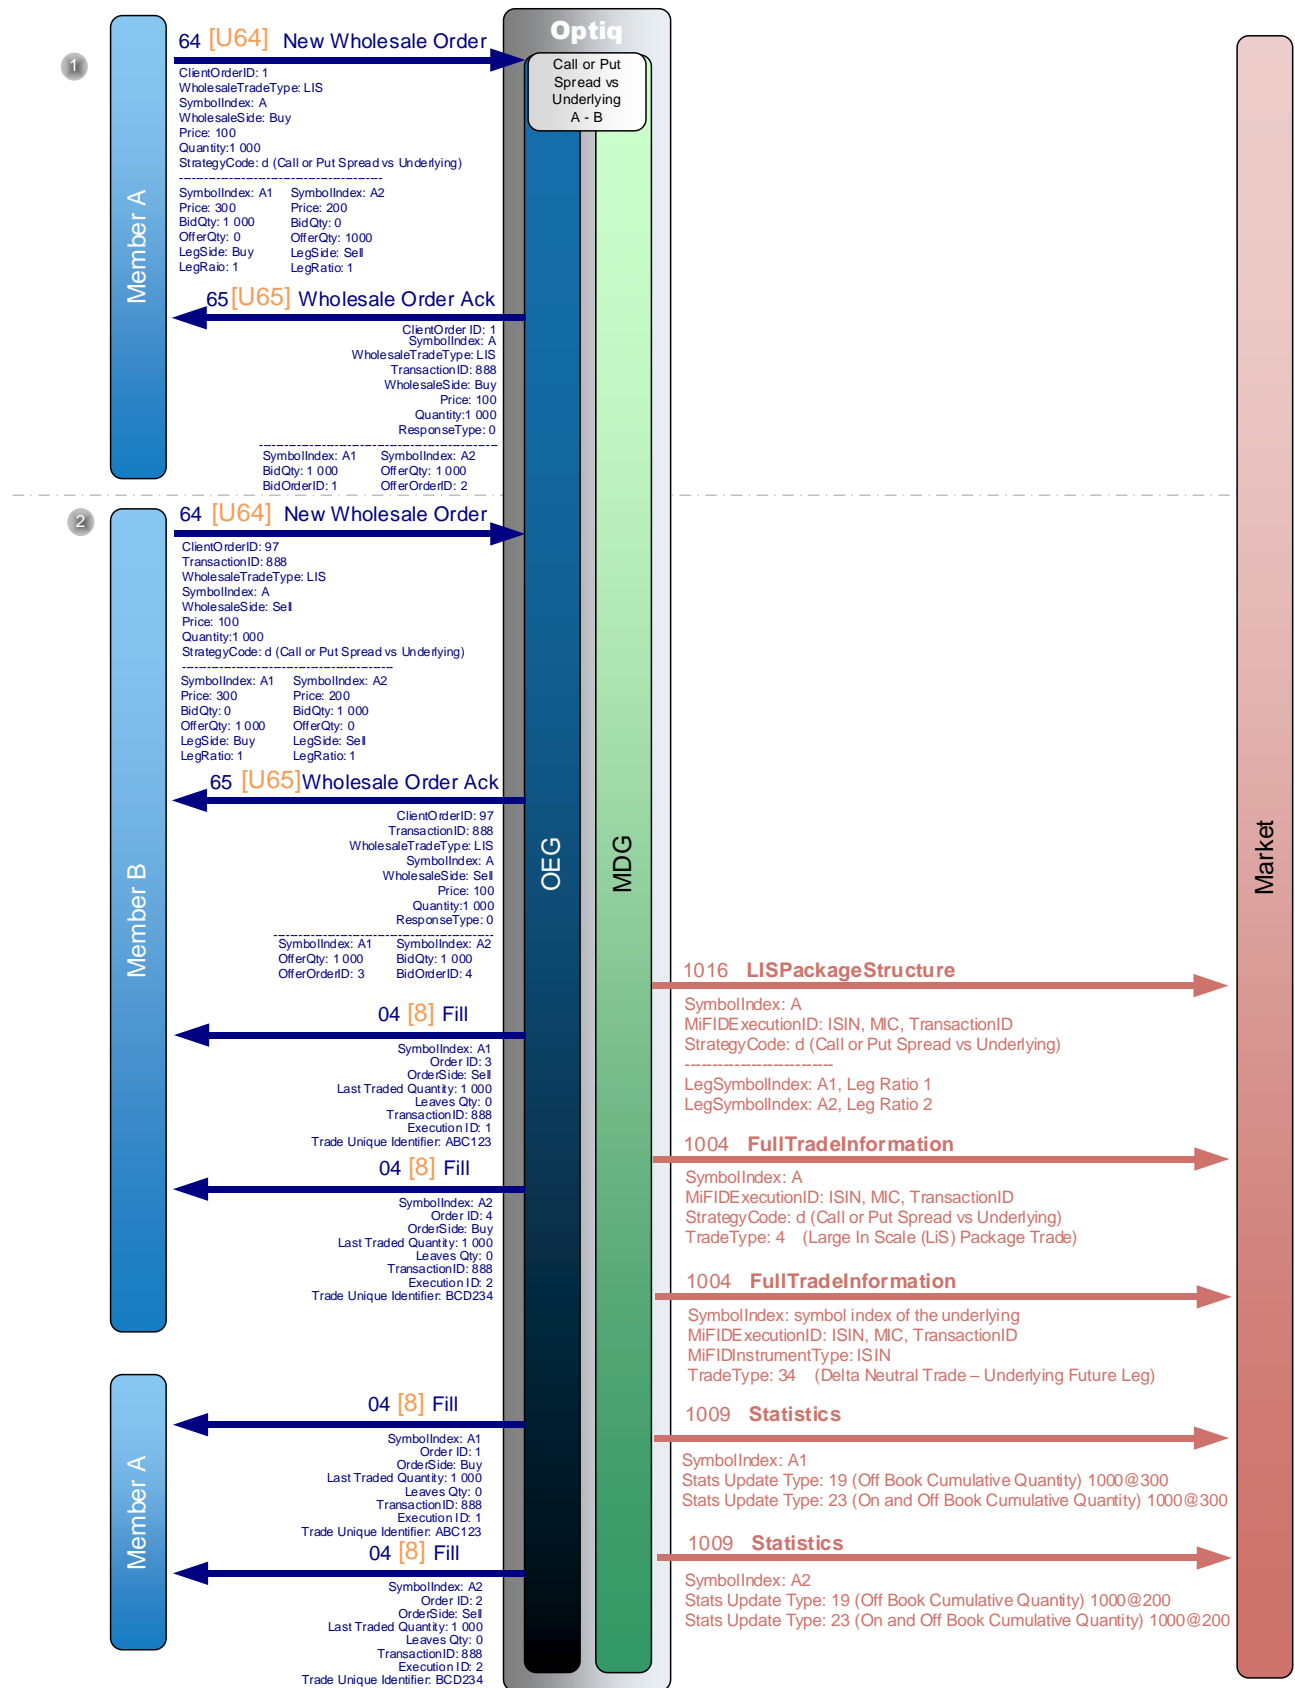 Optiq
Call or Put
Spread vs
Underlying
A - B
OEG
MDG
Market
1
Member A
64 [U64] New Wholesale Order
ClientOrderID: 1
WholesaleTradeType: LIS
SymbolIndex: A
WholesaleSide: Buy
Price: 100
Quantity:1 000
StrategyCode: d (Call or Put Spread vs Underlying)
------------------------------------------------
SymbolIndex: A1 SymbolIndex: A2
Price: 300 Price: 200
BidQty: 1 000 BidQty: 0
OfferQty: 0 OfferQty: 1000
LegSide: Buy LegSide: Sell
LegRaio: 1 LegRatio: 1
65[U65] Wholesale Order Ack
ClientOrder ID: 1
SymbolIndex: A
WholesaleTradeType: LIS
TransactionID: 888
WholesaleSide: Buy
Price: 100
Quantity:1 000
ResponseType: 0
--------------------------------------------------------
SymbolIndex: A1 SymbolIndex: A2
BidQty: 1 000 OfferQty: 1 000
BidOrderID: 1 OfferOrderID: 2
2
Member B
64 [U64] New Wholesale Order
ClientOrderID: 97
TransactionID: 888
WholesaleTradeType: LIS
SymbolIndex: A
WholesaleSide: Sell
Price: 100
Quantity:1 000
StrategyCode: d (Call or Put Spread vs Underlying)
--------------------------------------------------
SymbolIndex: A1 SymbolIndex: A2
Price: 300 Price: 200
BidQty: 0 BidQty: 1 000
OfferQty: 1 000 OfferQty: 0
LegSide: Buy LegSide: Sell
LegRatio: 1 LegRatio: 1
65 [U65]Wholesale Order Ack
ClientOrderID: 97
TransactionID: 888
WholesaleTradeType: LIS
SymbolIndex: A
WholesaleSide: Sell
Price: 100
Quantity:1 000
ResponseType: 0
----------------------------------------------------
SymbolIndex: A1 SymbolIndex: A2
OfferQty: 1 000 BidQty: 1 000
OfferOrderID: 3 BidOrderID: 4
04 [8] Fill
SymbolIndex: A1
Order ID: 3
OrderSide: Sell
Last Traded Quantity: 1 000
Leaves Qty: 0
TransactionID: 888
Execution ID: 1
Trade Unique Identifier: ABC123
04 [8] Fill
SymbolIndex: A2
Order ID: 4
OrderSide: Buy
Last Traded Quantity: 1 000
Leaves Qty: 0
TransactionID: 888
Execution ID: 2
Trade Unique Identifier: BCD234
Member A
04 [8] Fill
SymbolIndex: A1
Order ID: 1
OrderSide: Buy
Last Traded Quantity: 1 000
Leaves Qty: 0
TransactionID: 888
Execution ID: 1
Trade Unique Identifier: ABC123
04 [8] Fill
SymbolIndex: A2
Order ID: 2
OrderSide: Sell
Last Traded Quantity: 1 000
Leaves Qty: 0
TransactionID: 888
Execution ID: 2
Trade Unique Identifier: BCD234
1016 LISPackageStructure
SymbolIndex: A
MiFIDExecutionID: ISIN, MIC, TransactionID
StrategyCode: d (Call or Put Spread vs Underlying)
---------------------------
LegSymbolIndex: A1, Leg Ratio 1
LegSymbolIndex: A2, Leg Ratio 2
1004 FullTradeInformation
SymbolIndex: A
MiFIDExecutionID: ISIN, MIC, TransactionID
StrategyCode: d (Call or Put Spread vs Underlying)
TradeType: 4 (Large In Scale (LiS) Package Trade)
1004 FullTradeInformation
SymbolIndex: symbol index of the underlying
MiFIDExecutionID: ISIN, MIC, TransactionID
MiFIDInstrumentType: ISIN
TradeType: 34 (Delta Neutral Trade – Underlying Future Leg)
1009 Statistics
SymbolIndex: A1
Stats Update Type: 19 (Off Book Cumulative Quantity) 1000@300
Stats Update Type: 23 (On and Off Book Cumulative Quantity) 1000@300
1009 Statistics
SymbolIndex: A2
Stats Update Type: 19 (Off Book Cumulative Quantity) 1000@200
Stats Update Type: 23 (On and Off Book Cumulative Quantity) 1000@200